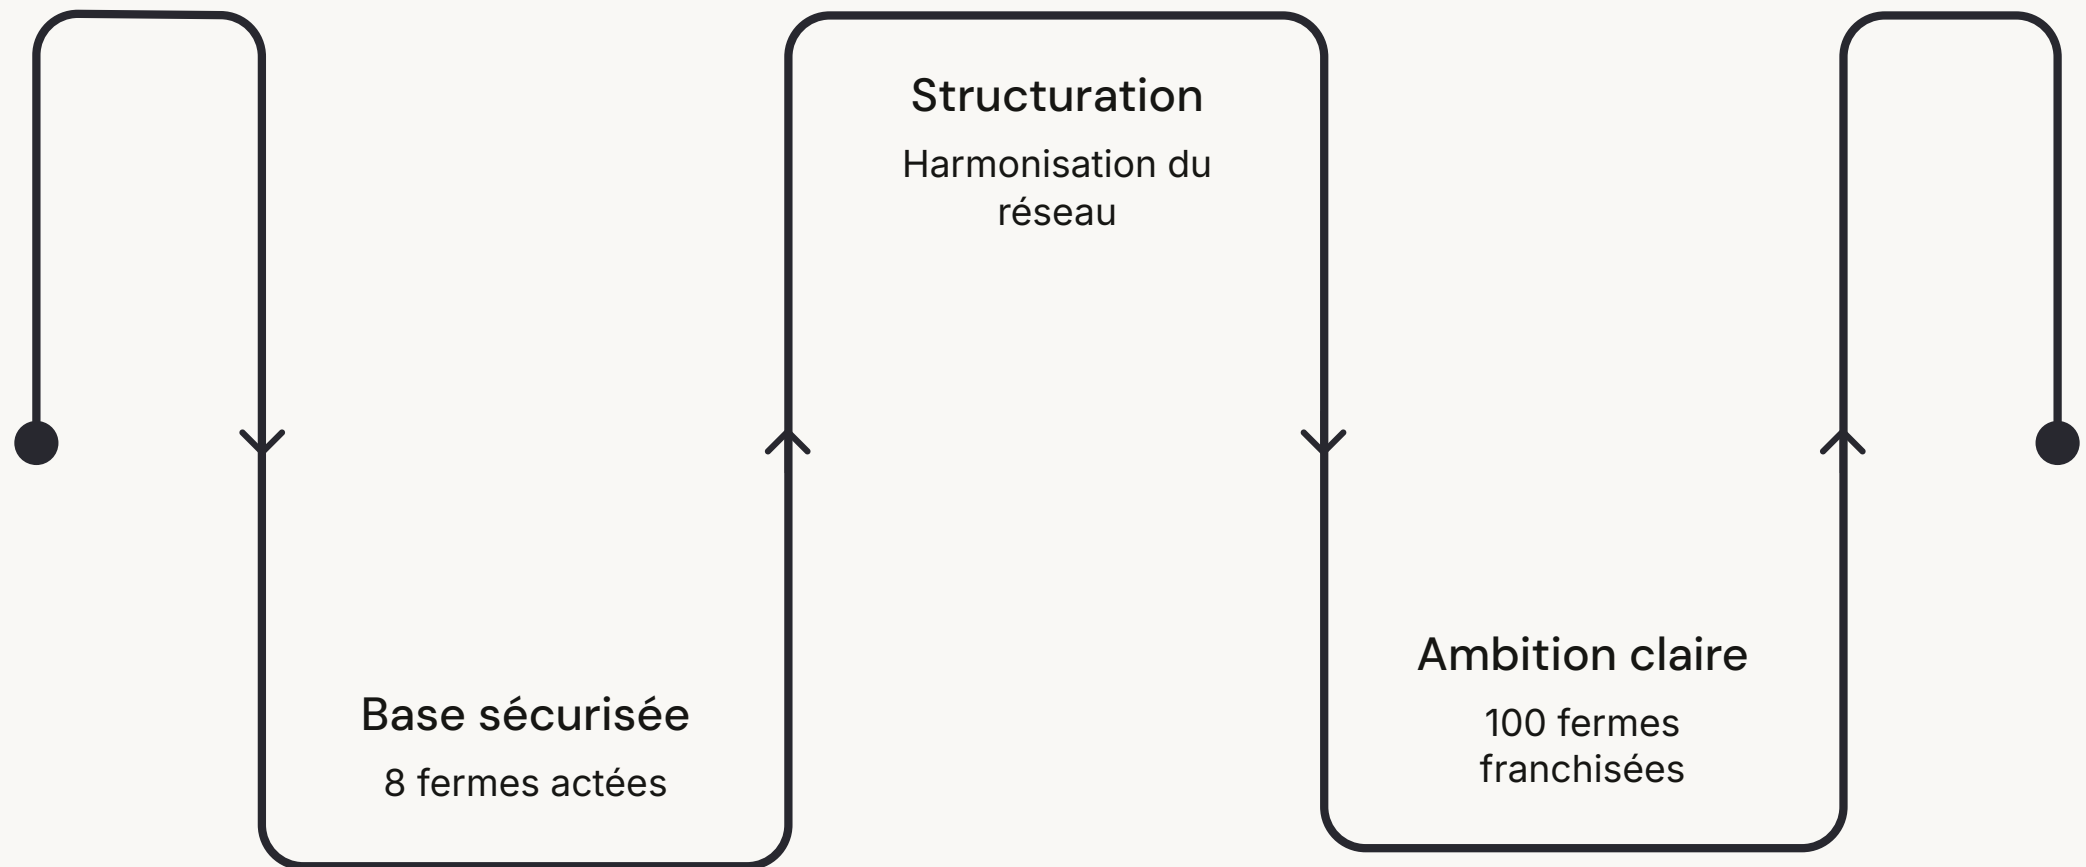 Base sécurisée
8 fermes actées
Structuration
Harmonisation du
réseau
Ambition claire
100 fermes
franchisées